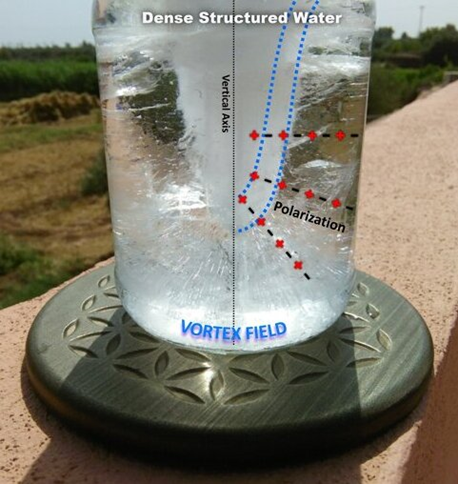 Dense Structured Water
Vertical Axis
Polarization
VORTEX FIELD